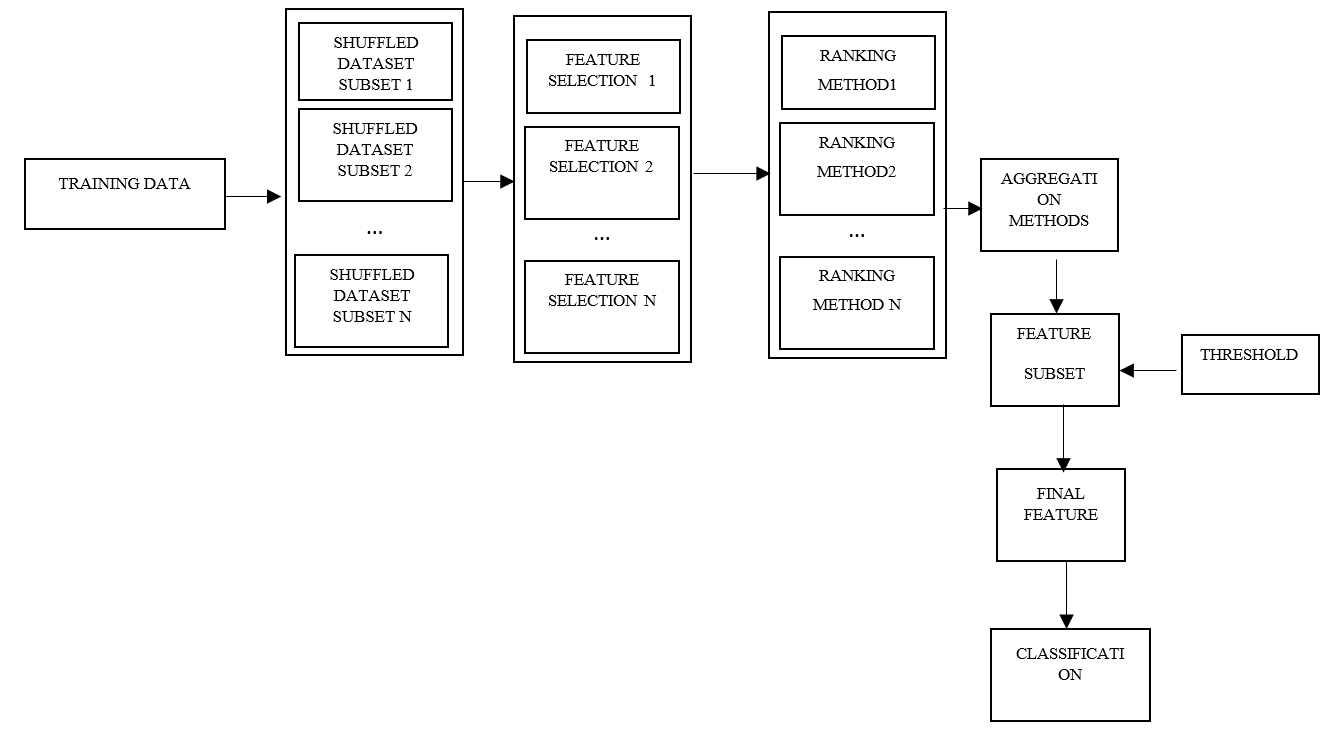 TRAINING DATA
SHUFFLED
DATASET
SUBSET 1
SHUFFLED
DATASET
SUBSET 2
...
SHUFFLED
DATASET
SUBSET N
FEATURE
SELECTION 1
FEATURE
SELECTION 2
...
FEATURE
SELECTION N
RANKING
METHOD1
RANKING
METHOD2
...
RANKING
METHOD N
AGGREGATI
ON
METHODS
FEATURE
SUBSET
THRESHOLD
FINAL
FEATURE
CLASSIFICATI
ON